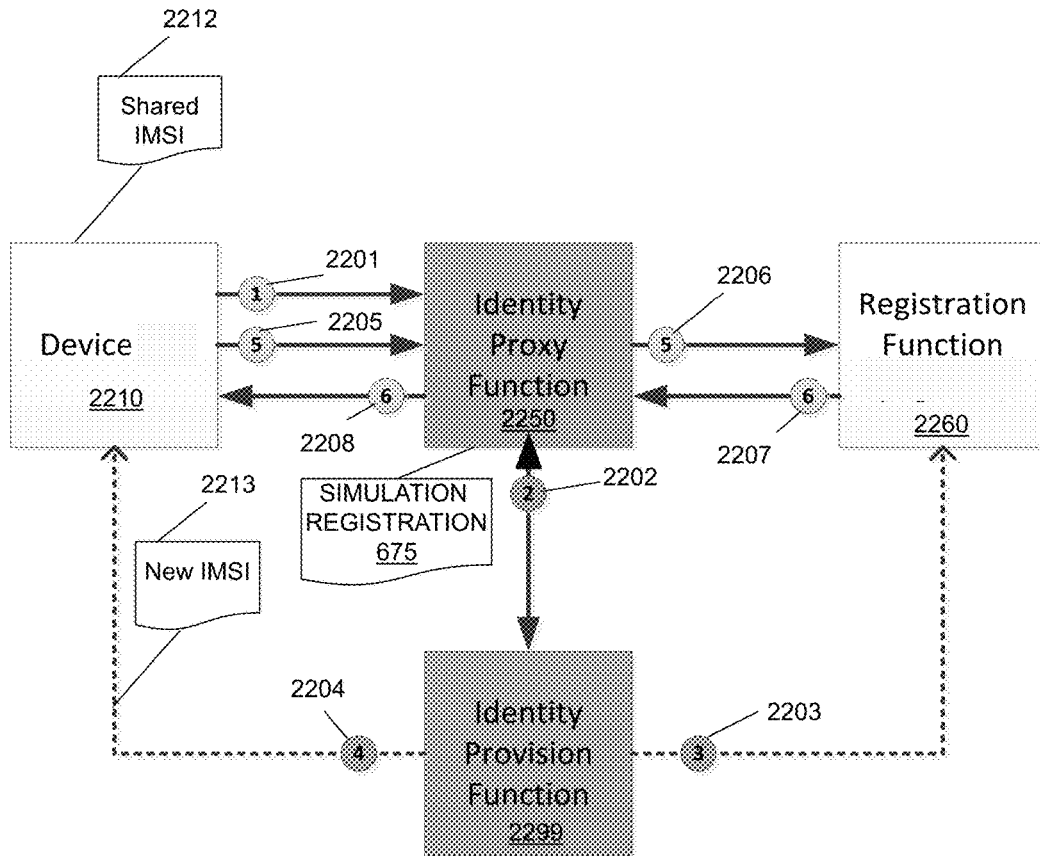 2212
Shared
IMSI
2201
1
2205
5
Device
2210
6
2208
Identity
Proxy
Function
2250
2206
5
6
2207
Registration
Function
2260
2202
2
SIMULATION
REGISTRATION
675
2213
New IMSI
2204
4
2203
3
Identity
Provision
Function
2299